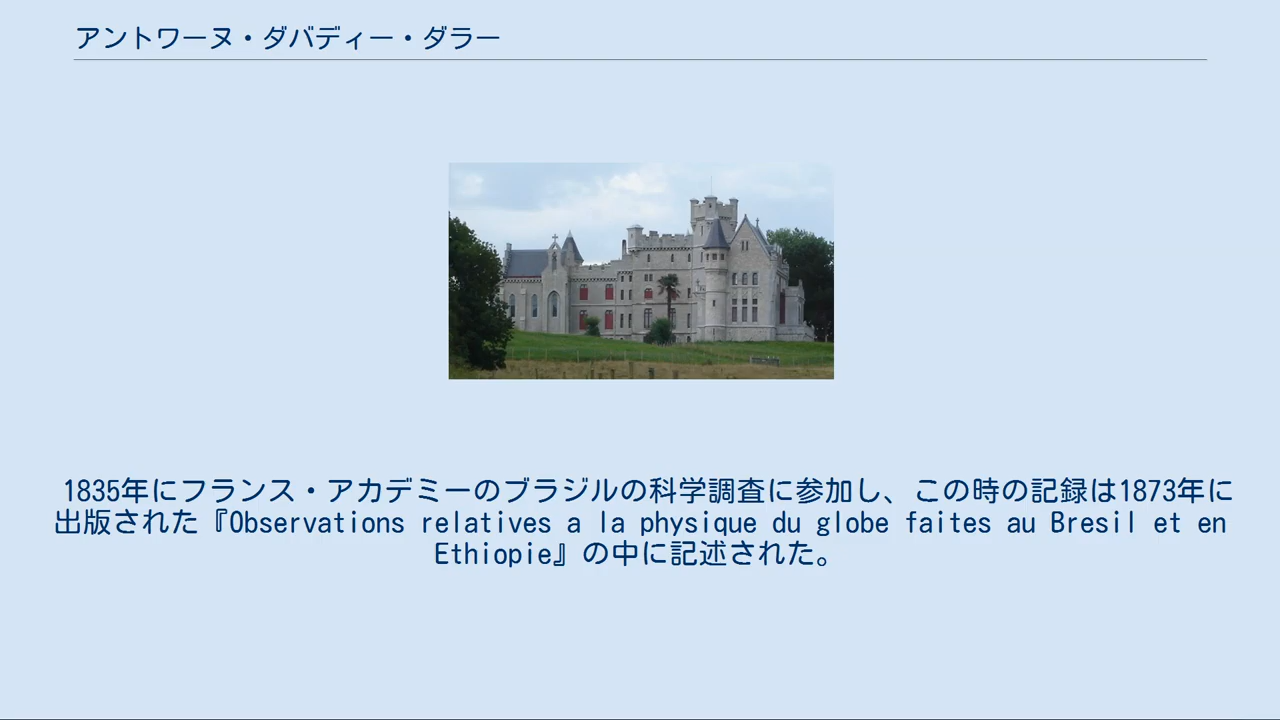 アントワーヌ・ダバディー・ダラー
1835年にフランス・アカデミーのブラジルの科学調査に参加し、この時の記録は1873年に
出版された『Observations relatives a la physique du globe faites au Bresil et en
Ethiopie』の中に記述された。